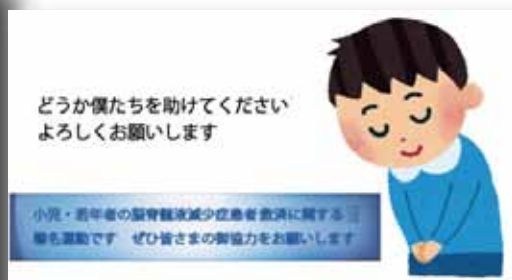 どうか僕たちを助けてください
よろしくお願いします
小児・若年者の脳脊髄液減少症患者救済に関する
署名運動です　ぜひ皆さまの御協力をお願いします